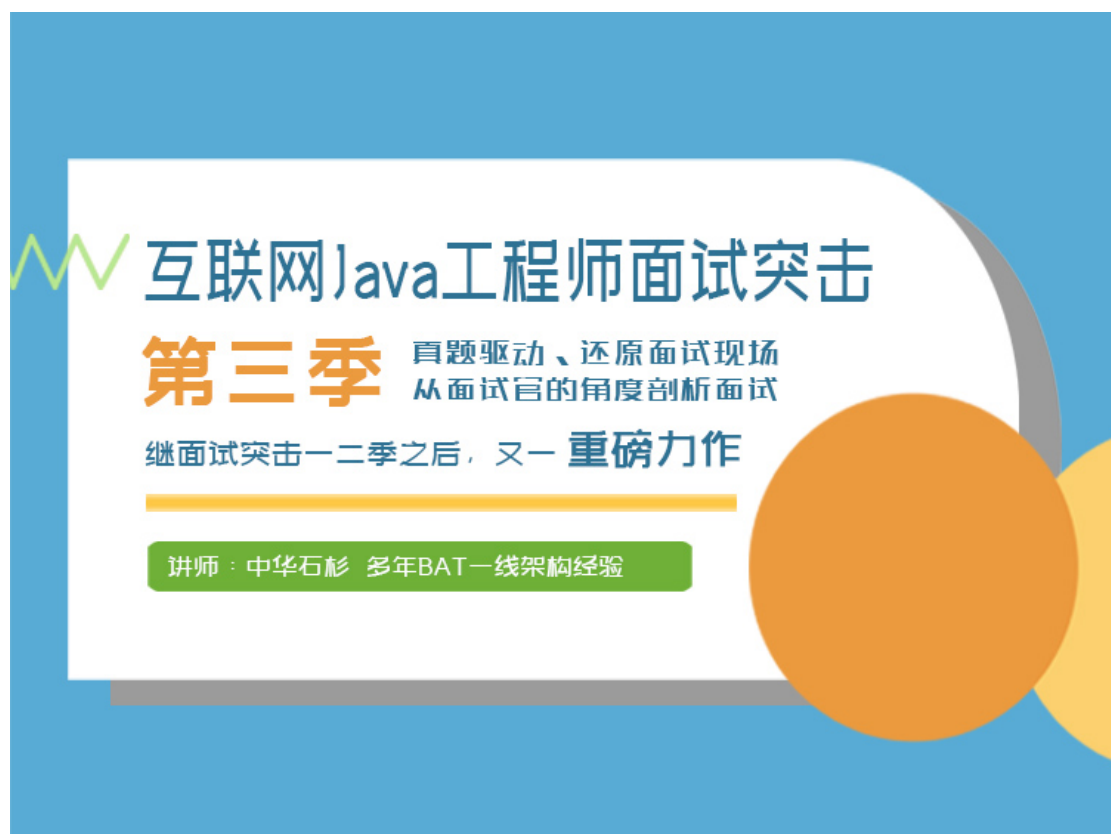 互联网Java工程师面试突击
第三季
真题驱动、还原面试现场
从面试官的角度剖析面试
继面试突击一二季之后，又一 重磅力作
讲师：中华石杉 多年BAT一线架构经验